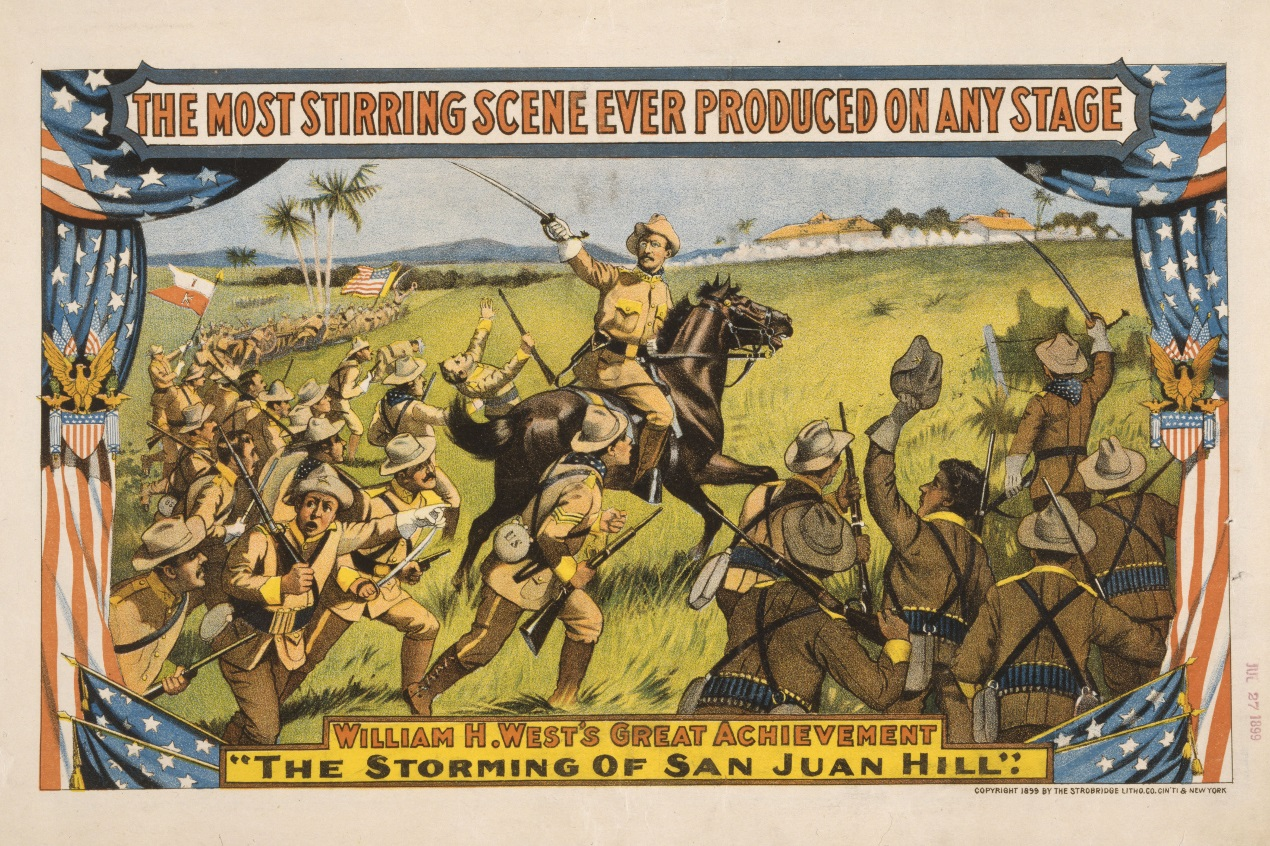 THE MOST STIRRING SCENE EVER PRODUCED ON ANY STAGE
U.S
WILLIAM H. WEST'S GREAT ACHIEVEMENT
"THE STORMING OF SAN JUAN HILL".
COPYRIGHT 1899 BY THE STROBRIDGE LITHO. CO. CIN'TI & NEW YORK
JUL 27 1899